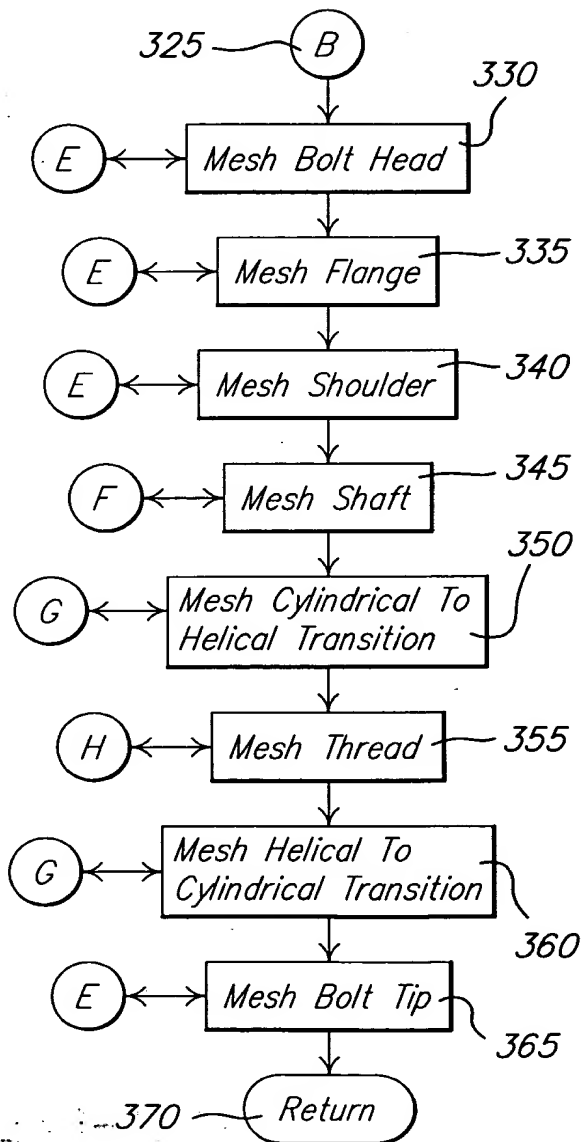 325 B
330
E Mesh Bolt Head
335
E Mesh Flange
340
E Mesh Shoulder
345
F Mesh Shaft
350
G Mesh Cylindrical To
Helical Transition
H Mesh Thread 355
Mesh Helical To
G Cylindrical Transition
360
E Mesh Bolt Tip
365
370 Return